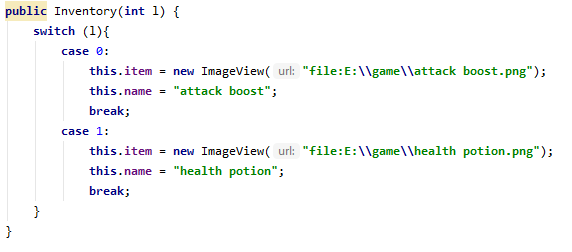 public Inventory(int l) {
switch (l){
case 0:
this.item = new ImageView( url: "file:E:\\game\\attack boost.png");
this.name = "attack boost";
break;
case 1:
this.item = new ImageView( url: "file:E:\\game\\health potion.png");
this.name = "health potion";
break;
}
}